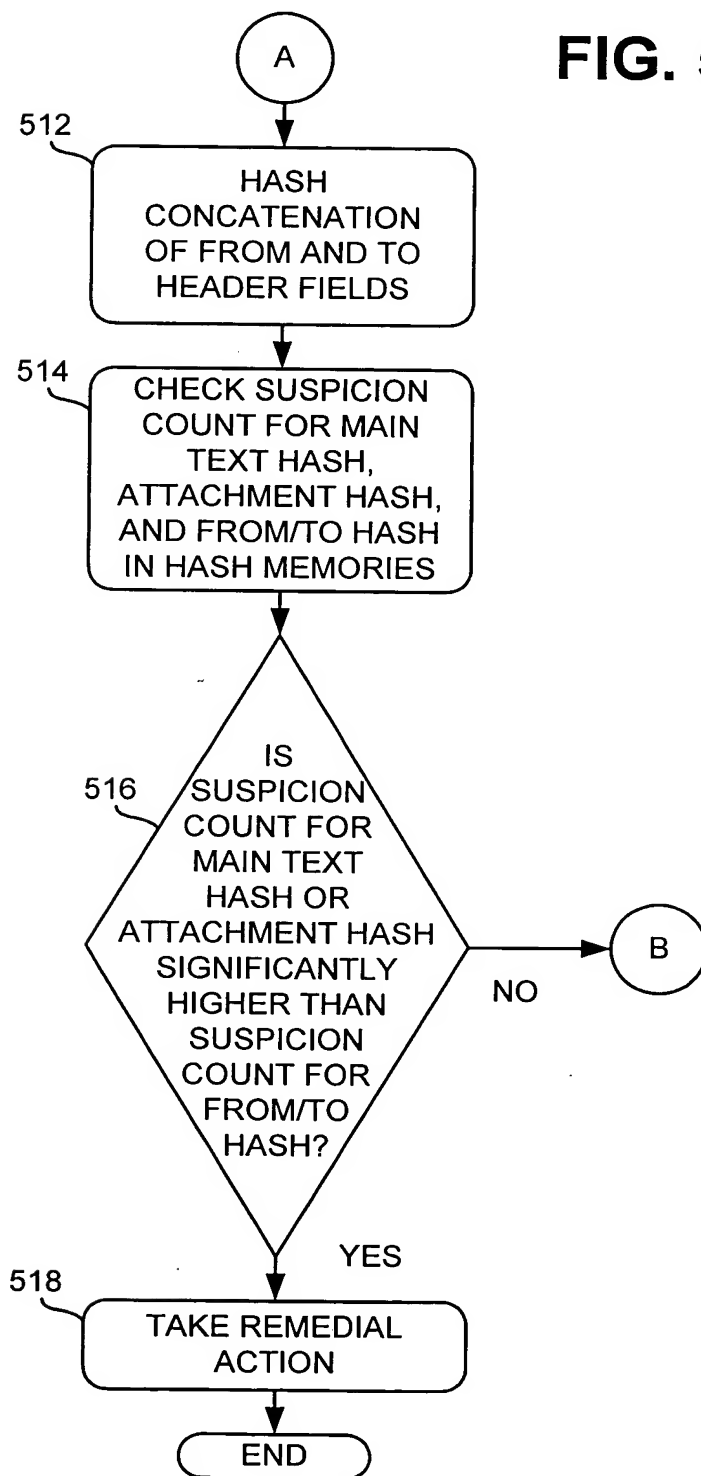 FIG. 5
A
512
HASH
CONCATENATION
OF FROM AND TO
HEADER FIELDS
514
CHECK SUSPICION
COUNT FOR MAIN
TEXT HASH,
ATTACHMENT HASH,
AND FROM/TO HASH
IN HASH MEMORIES
516
IS
SUSPICION
COUNT FOR
MAIN TEXT
HASH OR
ATTACHMENT HASH
SIGNIFICANTLY
HIGHER THAN
SUSPICION
COUNT FOR
FROM/TO
HASH?
NO
B
YES
518
TAKE REMEDIAL
ACTION
END